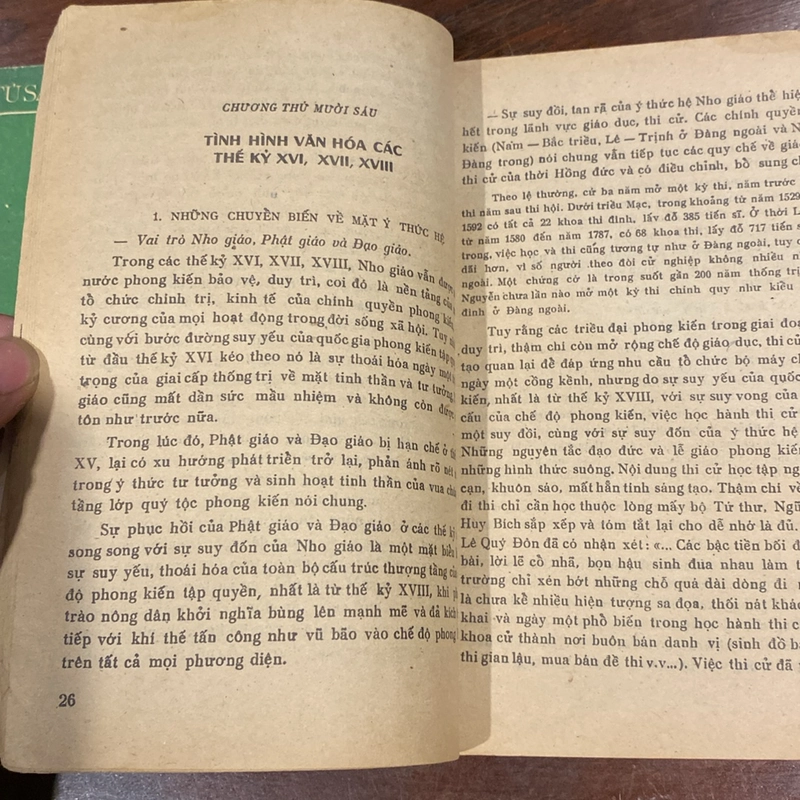 TỦ S
CHƯƠNG THỨ MƯỜI SÁU
TÌNH HÌNH VĂN HÓA CÁC
THẾ KỶ XVI, XVII, XVIII
1. NHỮNG CHUYỂN BIẾN VỀ MẶT Ý THỨC HỆ
— Vai trò Nho giáo, Phật giáo và Đạo giáo.
Trong các thế kỷ XVI, XVII, XVIII, Nho giáo vẫn được
nước phong kiến bảo vệ, duy trì, coi đó là nền tảng của
tổ chức chính trị, kinh tế của chính quyền phong kiến,
kỷ cương của mọi hoạt động trong đời sống xã hội. Tuy
cùng với bước đường suy yếu của quốc gia phong kiến tập
từ đầu thế kỷ XVI kéo theo nó là sự thoái hóa ngày một
trọng của giai cấp thống trị về mặt tinh thần và tư tưởng,
giáo cũng mất dần sức mầu nhiệm và không còn được
tôn như trước nữa.
Trong lúc đó, Phật giáo và Đạo giáo bị hạn chế ở
XV, lại có xu hướng phát triển trở lại, phản ánh rõ nét
trong ý thức tư tưởng và sinh hoạt tinh thần của vua
tầng lớp quý tộc phong kiến nói chung.
Sự phục hồi của Phật giáo và Đạo giáo ở các thế kỷ
song song với sự suy đốn của Nho giáo là một mặt biểu
sự suy yếu, thoái hóa của toàn bộ cấu trúc thượng tầng của
độ phong kiến tập quyền, nhất là từ thế kỷ XVIII, khi
trào nông dân khởi nghĩa bùng lên mạnh mẽ và đả kích
tiếp với khí thế tấn công như vũ bão vào chế độ phong
trên tất cả mọi phương diện.
26
— Sự suy đồi, tan rã của ý thức hệ Nho giáo thể hiệ
hết trong lãnh vực giáo dục, thi cử. Các chính quyền
kiến (Nam — Bắc triều, Lê — Trịnh ở Đàng ngoài và N
Đàng trong) nói chung vẫn tiếp tục các quy chế về giá
thi cử của thời Hồng đức và có điều chỉnh, bổ sung ch
Theo lệ thường, cứ ba năm mở một kỳ thi, năm trước
thi năm sau thi hội. Dưới triều Mạc, trong khoảng từ năm 1529
1592 có tất cả 22 khoa thi đình, lấy đỗ 385 tiến sĩ. Ở thời L
từ năm 1580 đến năm 1787, có 68 khoa thi, lấy đỗ 717 tiến s
trong, việc học và thi cũng tương tự như ở Đàng ngoài, tuy c
dãi hơn, vì số người theo đòi cử nghiệp không nhiều nh
ngoài. Một chứng cớ là trong suốt gần 200 năm thống trị
Nguyễn chưa lần nào mở một kỳ thi chính quy như kiểu
đình ở Đàng ngoài.
Tuy rằng các triều đại phong kiến trong giai đoạ
duy trì, thậm chí còn mở rộng chế độ giáo dục, thi cử
tạo quan lại để đáp ứng nhu cầu tổ chức bộ máy ch
ngày một cồng kềnh, nhưng do sự suy yếu của quốc
kiến, nhất là từ thế kỷ XVIII, với sự suy vong của
cấu của chế độ phong kiến, việc học hành thi cử
một suy đồi, cùng với sự suy đốn của ý thức hệ
Những nguyên tắc đạo đức và lễ giáo phong kiến
những hình thức suông. Nội dung thi cử học tập ng
cạn, khuôn sáo, mất hẳn tinh sáng tạo. Thậm chí về
đi thi chỉ cần học thuộc lòng mấy bộ Tứ thư, Ngũ
Huy Bích sắp xếp và tóm tắt lại cho dễ nhớ là đủ.
Lê Quý Đôn đã có nhận xét: «... Các bậc tiền bối đ
bài, lời lẽ cồ nhã, bọn hậu sinh đua nhau làm t
trường chỉ xén bớt những chỗ quá dài dòng đi
là chưa kể nhiều hiện tượng sa đọa, thối nát khác
khai và ngày một phổ biến trong học hành thi c
khoa cử thành nơi buôn bán danh vị (sinh đồ b
thi gian lậu, mua bán đề thi v.v...). Việc thi cử đã